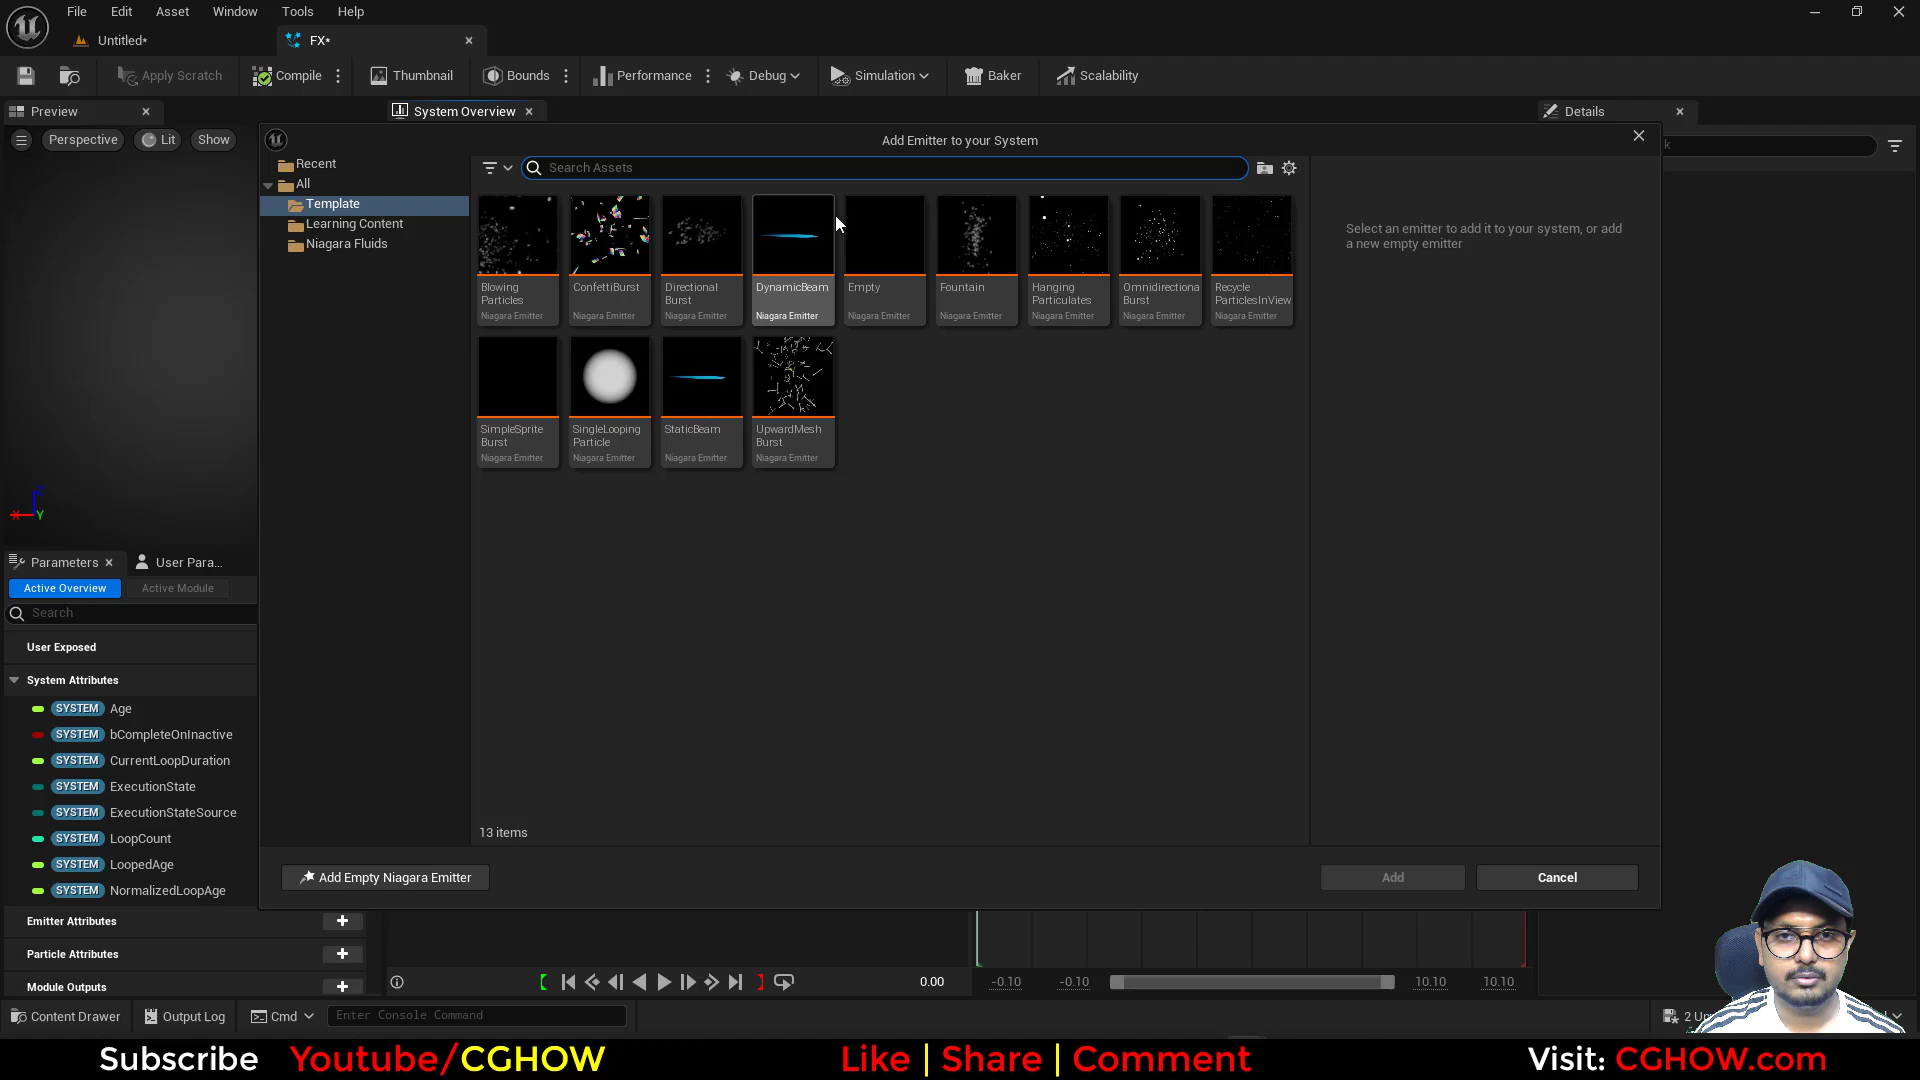 File Edit Asset Window Tools Help
Untitled*
FX*
Apply Scratch
Compile
Thumbnail
Bounds
Performance
Debug
Simulation
Baker
Scalability
Preview
System Overview
Details
Perspective
Lit
Show
Add Emitter to your System
Recent
All
Template
Learning Content
Niagara Fluids
Search Assets
Blowing
Particles
Niagara Emitter
ConfettiBurst
Niagara Emitter
Directional
Burst
Niagara Emitter
DynamicBeam
Niagara Emitter
Empty
Niagara Emitter
Fountain
Niagara Emitter
Hanging
Particulates
Niagara Emitter
Omnidirectiona
Burst
Niagara Emitter
Recycle
ParticlesInView
Niagara Emitter
SimpleSprite
Burst
Niagara Emitter
SingleLooping
Particle
Niagara Emitter
StaticBeam
Niagara Emitter
UpwardMesh
Burst
Niagara Emitter
Select an emitter to add it to your system, or add
a new empty emitter
13 items
Add Empty Niagara Emitter
Add
Cancel
X
Y
Z
Parameters
User Para...
Active Overview
Active Module
Search
User Exposed
System Attributes
SYSTEM Age
SYSTEM bCompleteOnInactive
SYSTEM CurrentLoopDuration
SYSTEM ExecutionState
SYSTEM ExecutionStateSource
SYSTEM LoopCount
SYSTEM LoopedAge
SYSTEM NormalizedLoopAge
Emitter Attributes
Particle Attributes
Module Outputs
0.00
-0.10
-0.10
10.10
10.10
Content Drawer
Output Log
Cmd
Enter Console Command
Subscribe Youtube/CGHOW
Like | Share | Comment
Visit: CGHOW.com